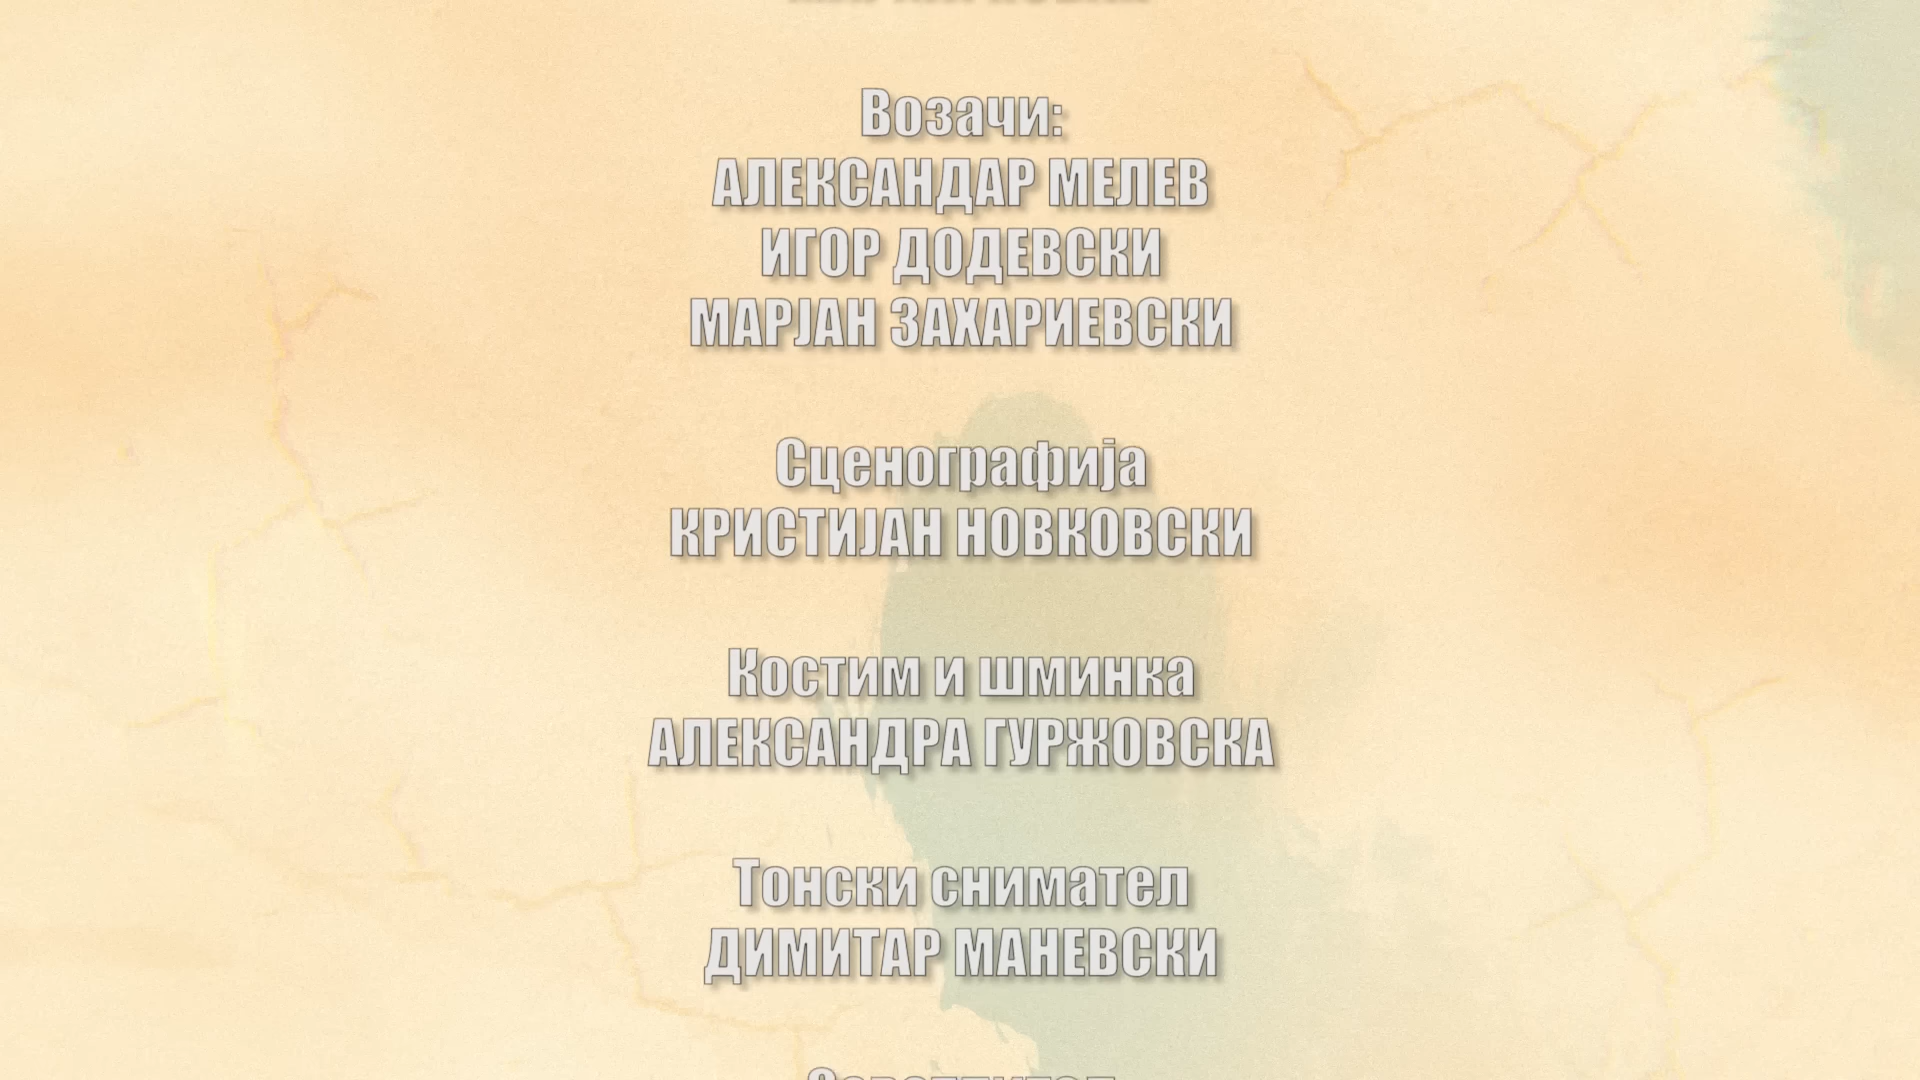 Возачи:
АЛЕКСАНДАР МЕЛЕВ
ИГОР ДОДЕВСКИ
МАРЈАН ЗАХАРИЕВСКИ
Сценографија
КРИСТИЈАН НОВКОВСКИ
Костим и шминка
АЛЕКСАНДРА ГУРЖОВСКА
Тонски снимател
ДИМИТАР МАНЕВСКИ